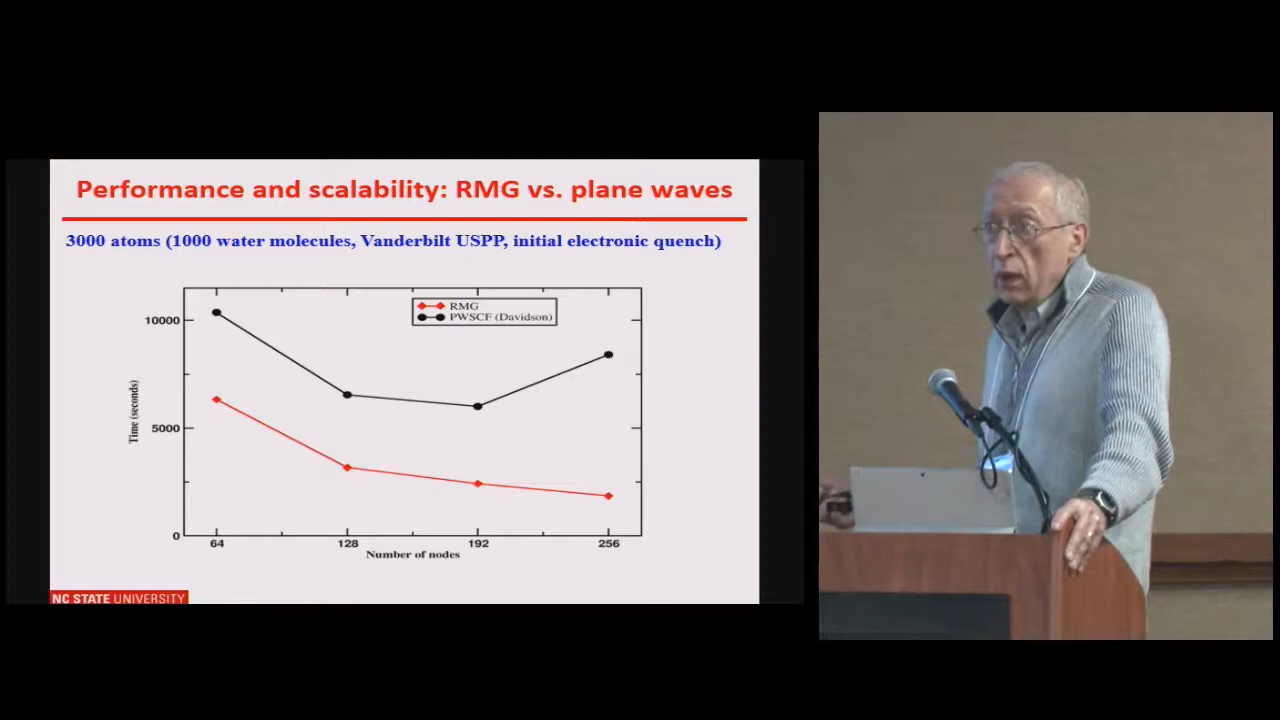 Performance and scalability: RMG vs. plane waves
3000 atoms (1000 water molecules, Vanderbilt USPP, initial electronic quench)
RMG
PWSCF (Davidson)
10000
5000
0
Time (seconds)
64 128 192 256
Number of nodes
NC STATE UNIVERSITY